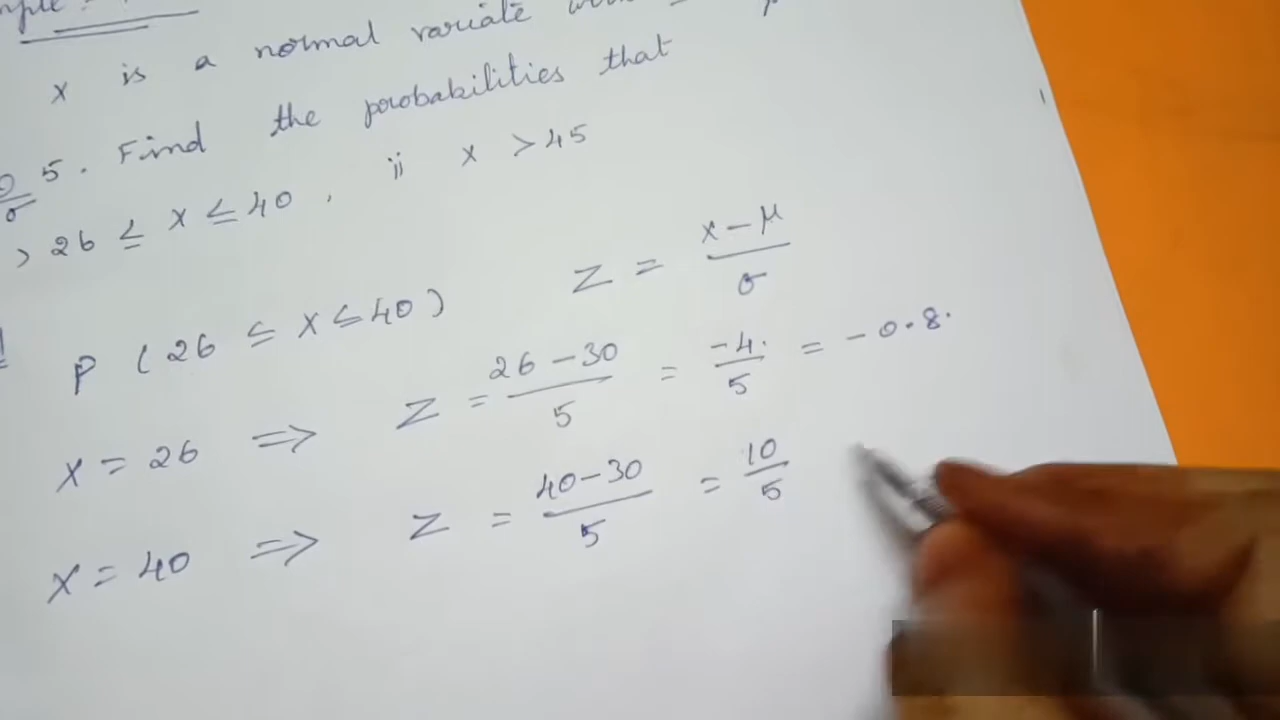 x is a normal variate
5. Find the probabilities that
26 ≤ x ≤ 40. ii x > 45
P ( 26 ≤ x ≤ 40 ) Z = x - μ / σ
x = 26 ⇒ Z = 26 - 30 / 5 = -4. / 5 = - 0.8.
x = 40 ⇒ Z = 40 - 30 / 5 = 10 / 5